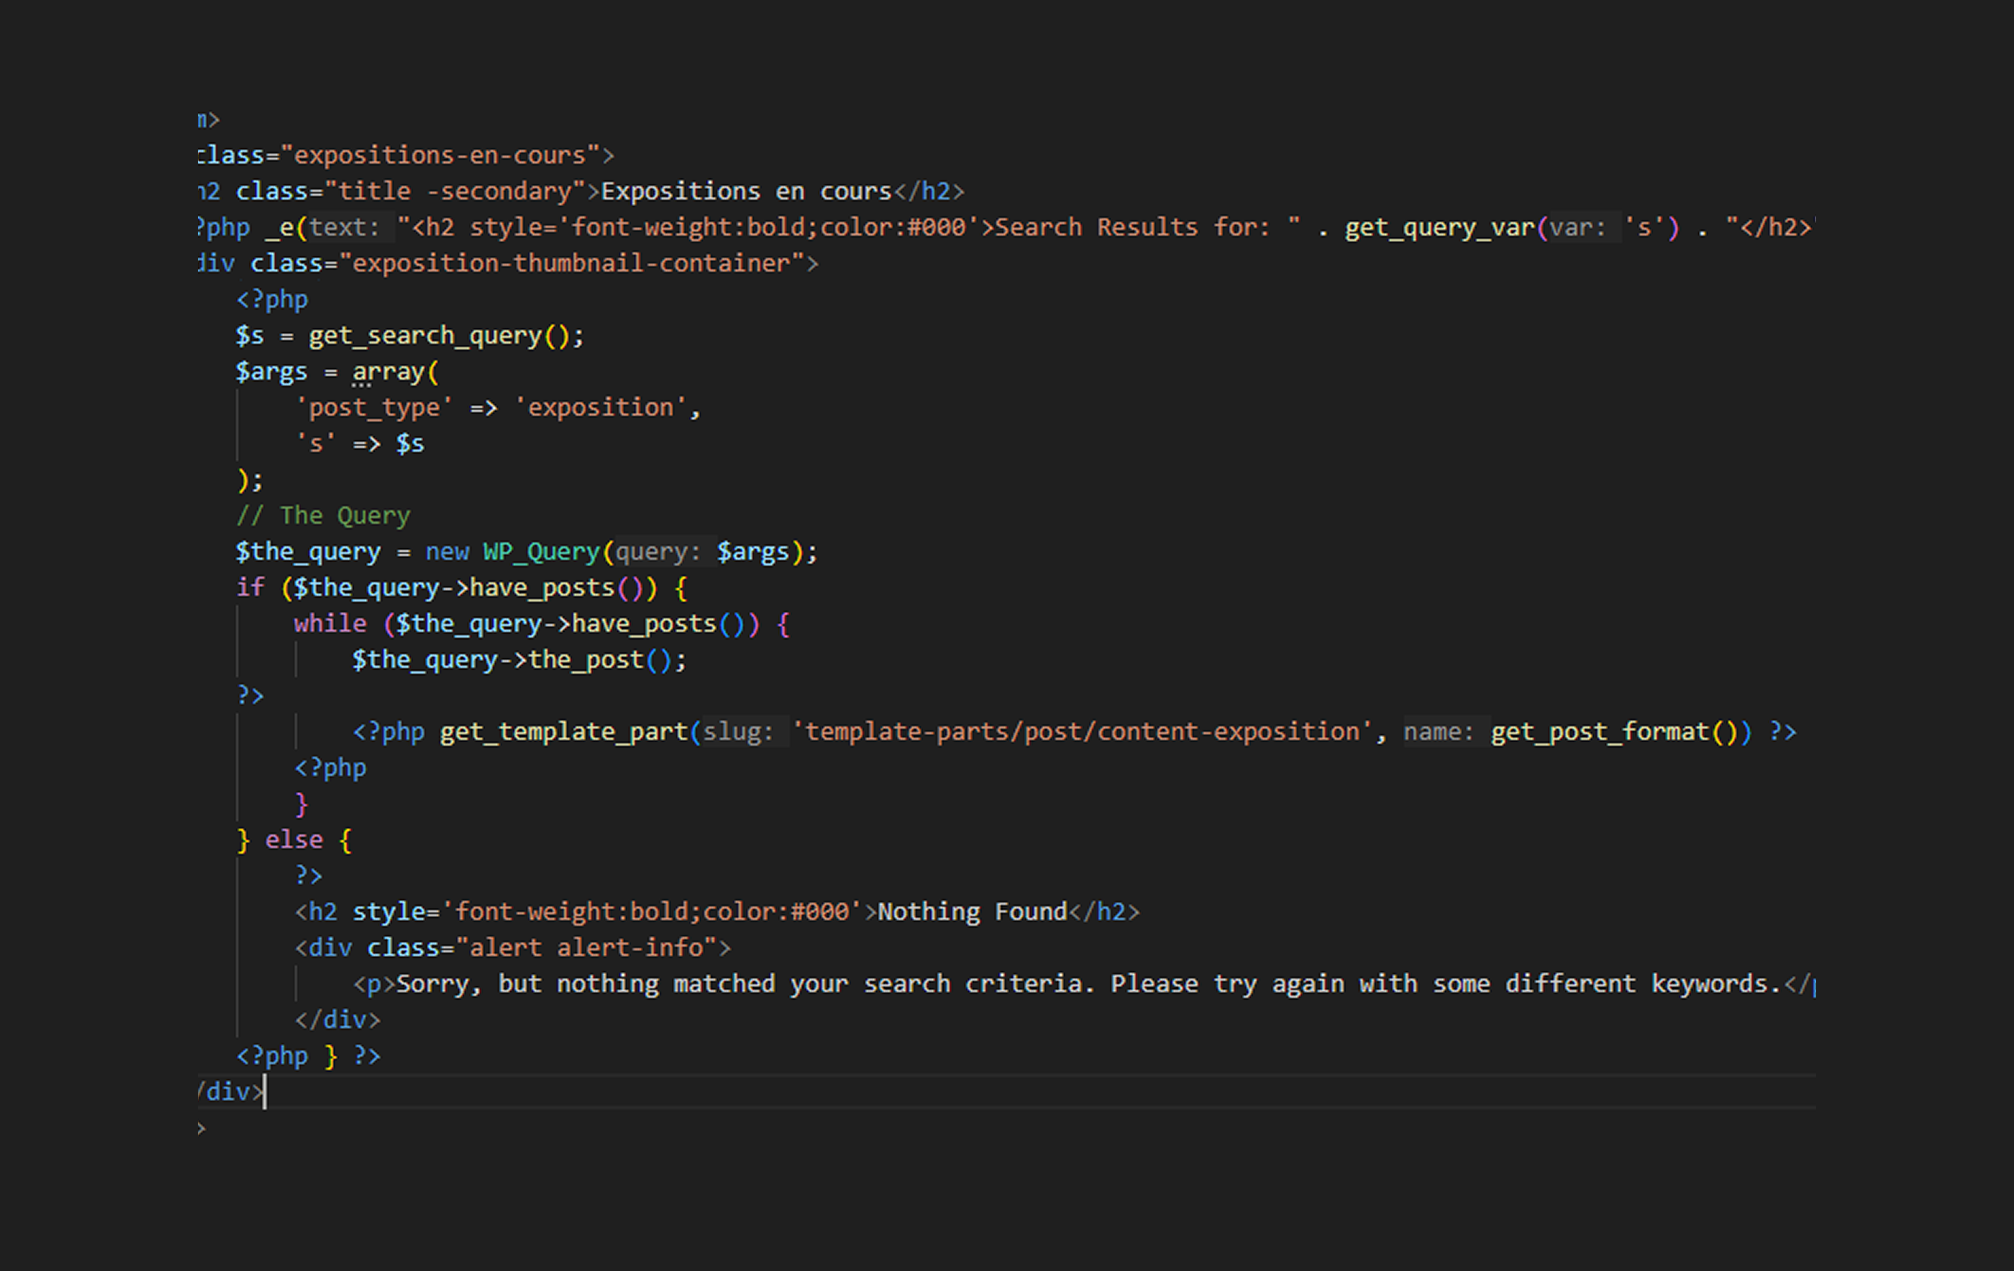 m>
class="expositions-en-cours">
h2 class="title -secondary">Expositions en cours</h2>
?php _e(text: "<h2 style='font-weight:bold;color:#000'>Search Results for: " . get_query_var(var: 's') . "</h2>
div class="exposition-thumbnail-container">
<?php
$s = get_search_query();
$args = array(
'post_type' => 'exposition',
's' => $s
);
// The Query
$the_query = new WP_Query(query: $args);
if ($the_query->have_posts()) {
while ($the_query->have_posts()) {
$the_query->the_post();
?>
<?php get_template_part(slug: 'template-parts/post/content-exposition', name: get_post_format()) ?>
<?php
}
} else {
?>
<h2 style='font-weight:bold;color:#000'>Nothing Found</h2>
<div class="alert alert-info">
<p>Sorry, but nothing matched your search criteria. Please try again with some different keywords.</p
</div>
<?php } ?>
/div>
>